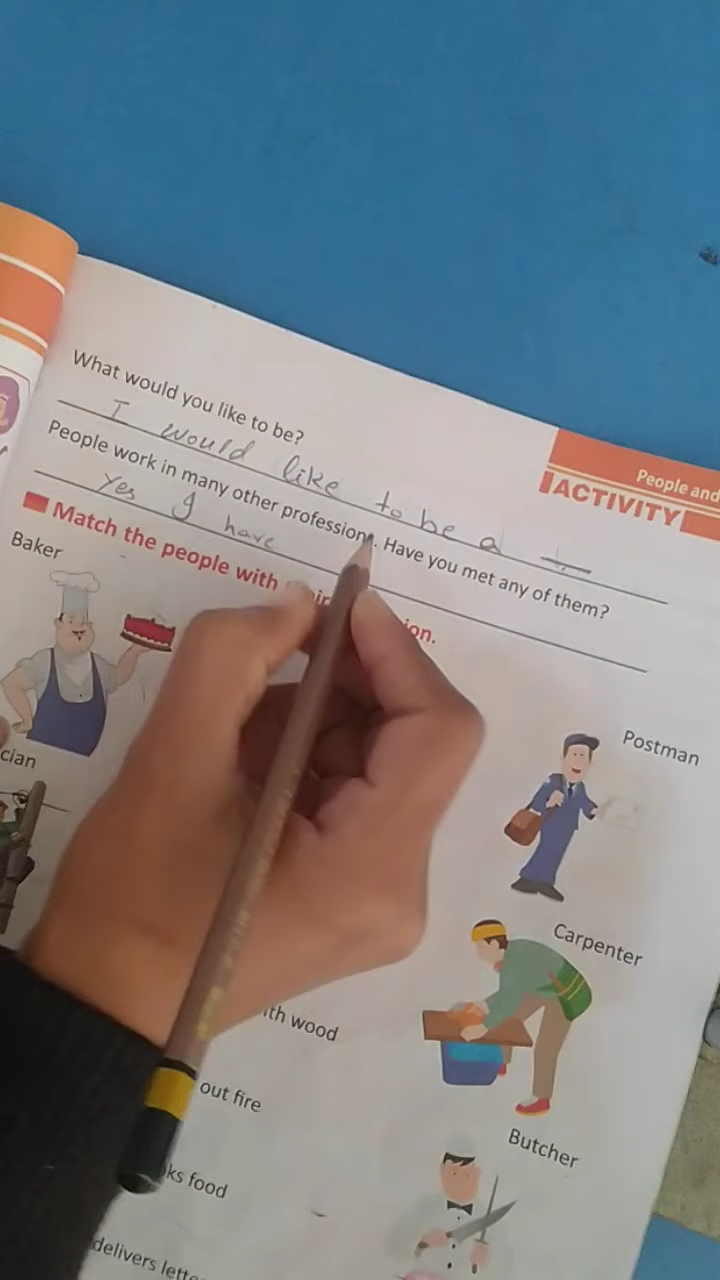 What would you like to be?
I would like to be a
People work in many other profession. Have you met any of them?
Yes I have
People and
ACTIVITY
Match the people with
Baker
Postman
cian
Carpenter
ith wood
out fire
Butcher
ks food
delivers lette